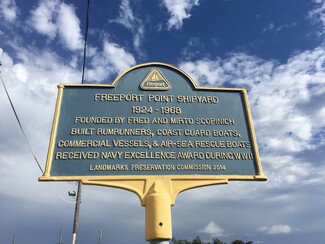 Freeport
FREEPORT POINT SHIPYARD
1924-1968
FOUNDED BY FRED AND MIRTO SCOPINICH
BUILT RUMRUNNERS, COAST GUARD BOATS,
COMMERCIAL VESSELS, & AIR-SEA RESCUE BOATS
RECEIVED NAVY EXCELLENCE AWARD DURING W.W.II
LANDMARKS PRESERVATION COMMISSION 2014